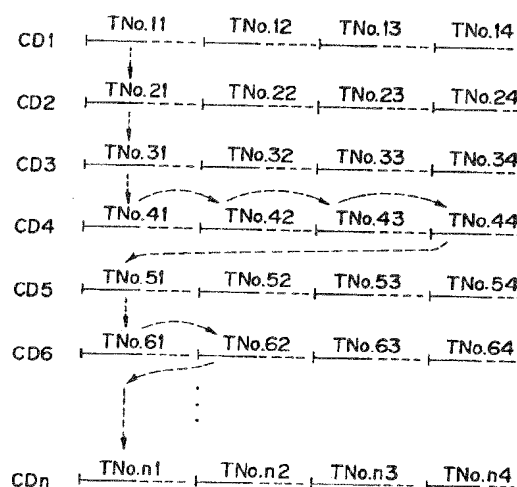 CD1 TNo.11 TNo.12 TNo.13 TNo.14
CD2 TNo.21 TNo.22 TNo.23 TNo.24
CD3 TNo.31 TNo.32 TNo.33 TNo.34
CD4 TNo.41 TNo.42 TNo.43 TNo.44
CD5 TNo.51 TNo.52 TNo.53 TNo.54
CD6 TNo.61 TNo.62 TNo.63 TNo.64
CDn TNo.n1 TNo.n2 TNo.n3 TNo.n4